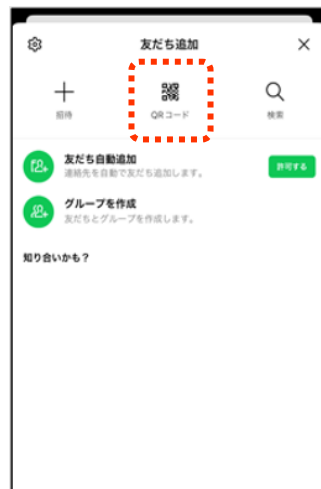 友だち追加
招待
QRコード
検索
友だち自動追加
連絡先を自動で友だち追加します。
許可する
グループを作成
友だちとグループを作成します。
知り合いかも？